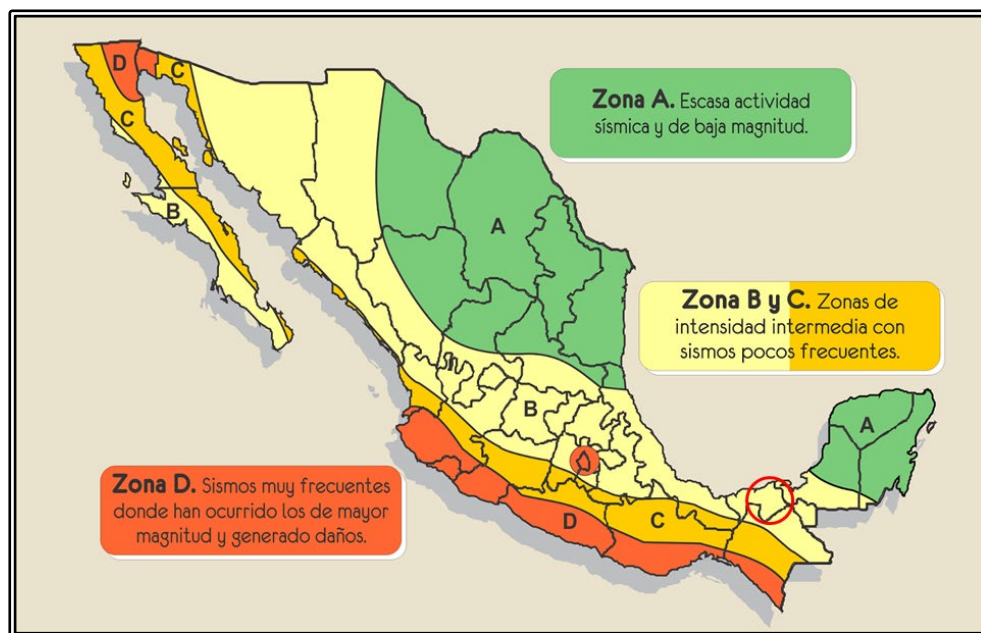 D
C
C
Zona A. Escasa actividad
sísmica y de baja magnitud.
B
A
Zona B y C. Zonas de
intensidad intermedia con
sismos pocos frecuentes.
B
A
Zona D. Sismos muy frecuentes
donde han ocurrido los de mayor
magnitud y generado daños.
D
C